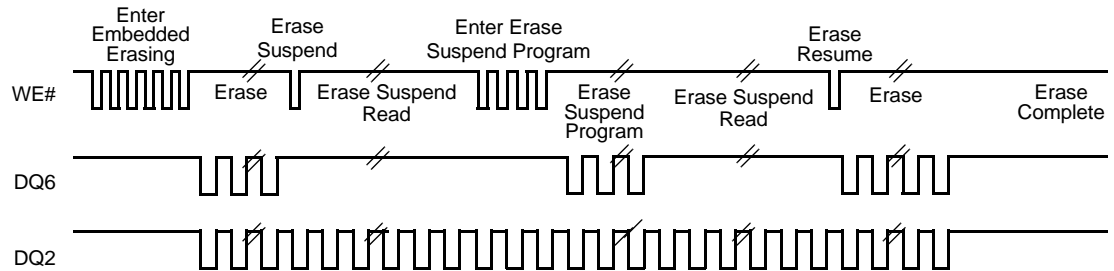 Enter
Embedded
Erasing
Erase
Suspend
Enter Erase
Suspend Program
Erase
Resume
WE#
Erase
Erase Suspend
Read
Erase
Suspend
Program
Erase Suspend
Read
Erase
Erase
Complete
DQ6
DQ2